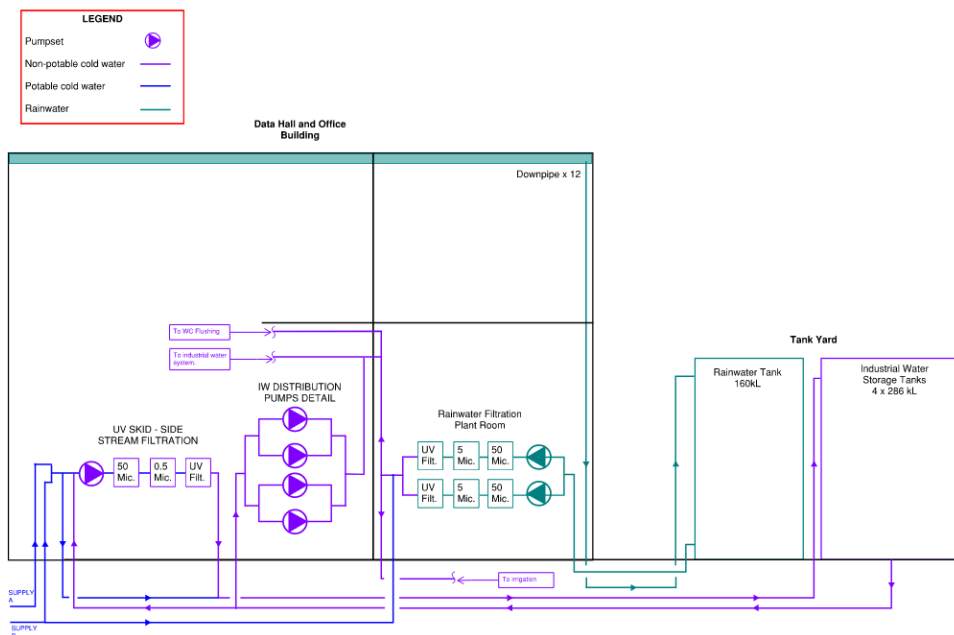 LEGEND
Pumpset
Non-potable cold water
Potable cold water
Rainwater
Data Hall and Office
Building
Downpipe x 12
To WC Flushing
To industrial water
system.
Tank Yard
Rainwater Tank
160kL
Industrial Water
Storage Tanks
4 x 286 kL
IW DISTRIBUTION
PUMPS DETAIL
Rainwater Filtration
Plant Room
UV SKID - SIDE
STREAM FILTRATION
50
Mic.
0.5
Mic.
UV
Filt.
UV
Filt.
5
Mic.
50
Mic.
UV
Filt.
5
Mic.
50
Mic.
To irrigation
SUPPLY
A
SUPPLY